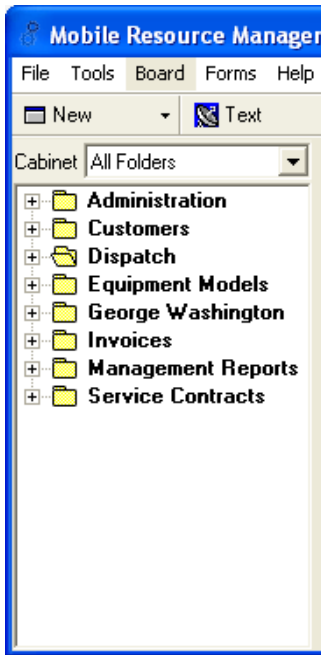 Mobile Resource Manager
File Tools Board Forms Help
New Text
Cabinet All Folders
Administration
Customers
Dispatch
Equipment Models
George Washington
Invoices
Management Reports
Service Contracts